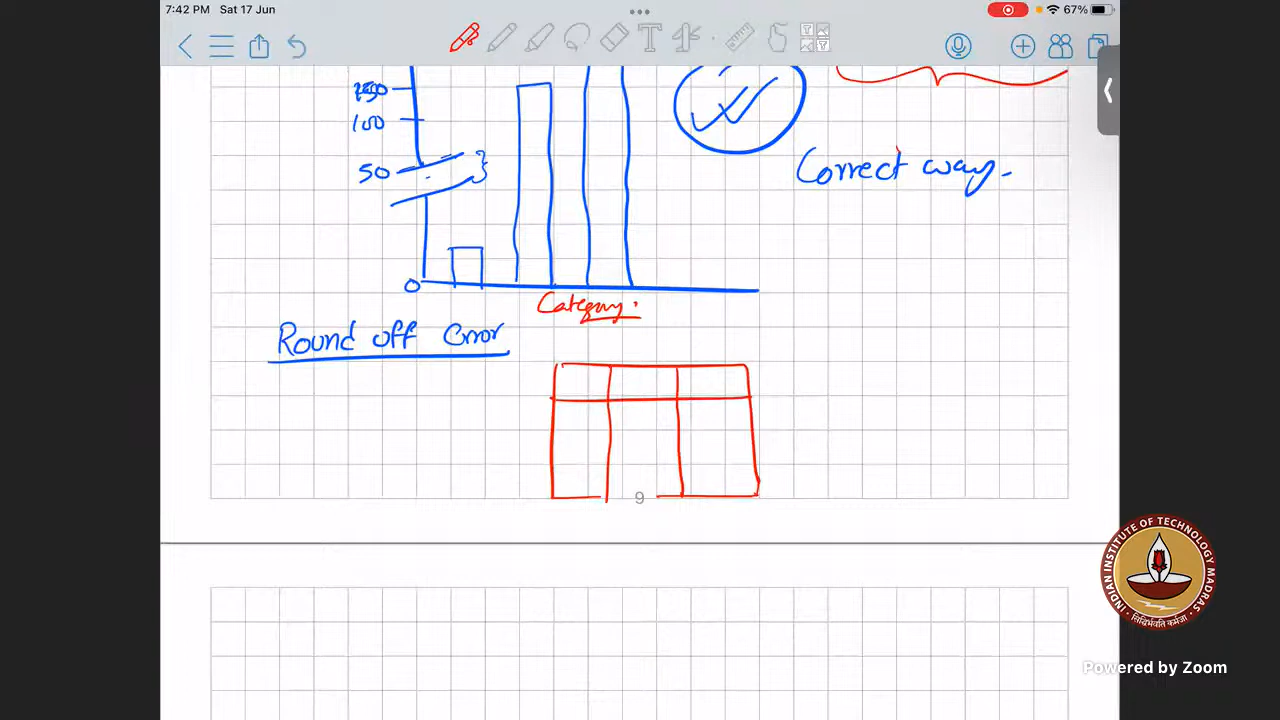 7:42 PM Sat 17 Jun
67%
100
50
0
Correct way.
Category:
Round off Error
9
INDIAN INSTITUTE OF TECHNOLOGY MADRAS
सिद्धिर्भवति कर्मजा
Powered by Zoom